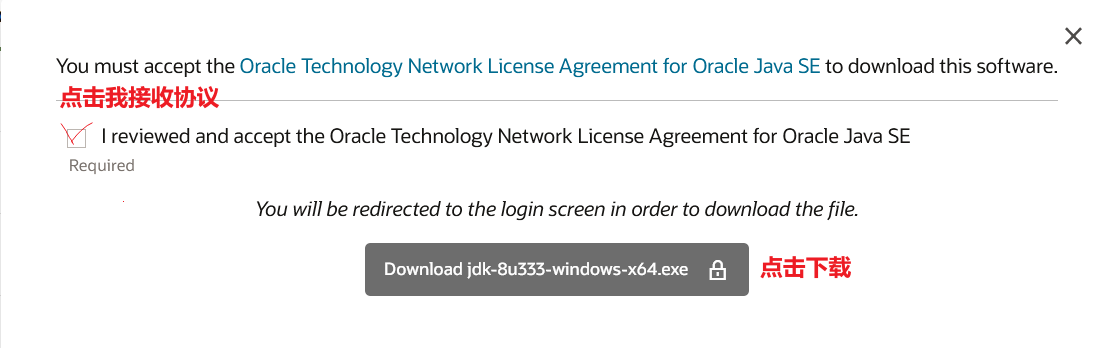 You must accept the Oracle Technology Network License Agreement for Oracle Java SE to download this software.
点击我接收协议
I reviewed and accept the Oracle Technology Network License Agreement for Oracle Java SE
Required
You will be redirected to the login screen in order to download the file.
Download jdk-8u333-windows-x64.exe 点击下载